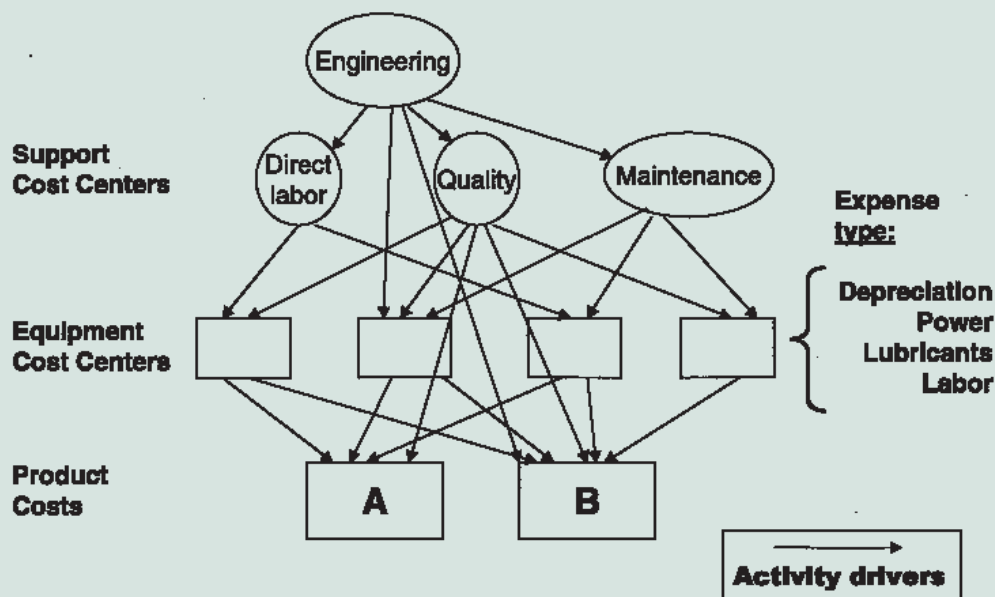 Engineering
Support
Cost Centers
Direct
labor
Quality
Maintenance
Expense
type:
Equipment
Cost Centers
Depreciation
Power
Lubricants
Labor
Product
Costs
A
B
Activity drivers